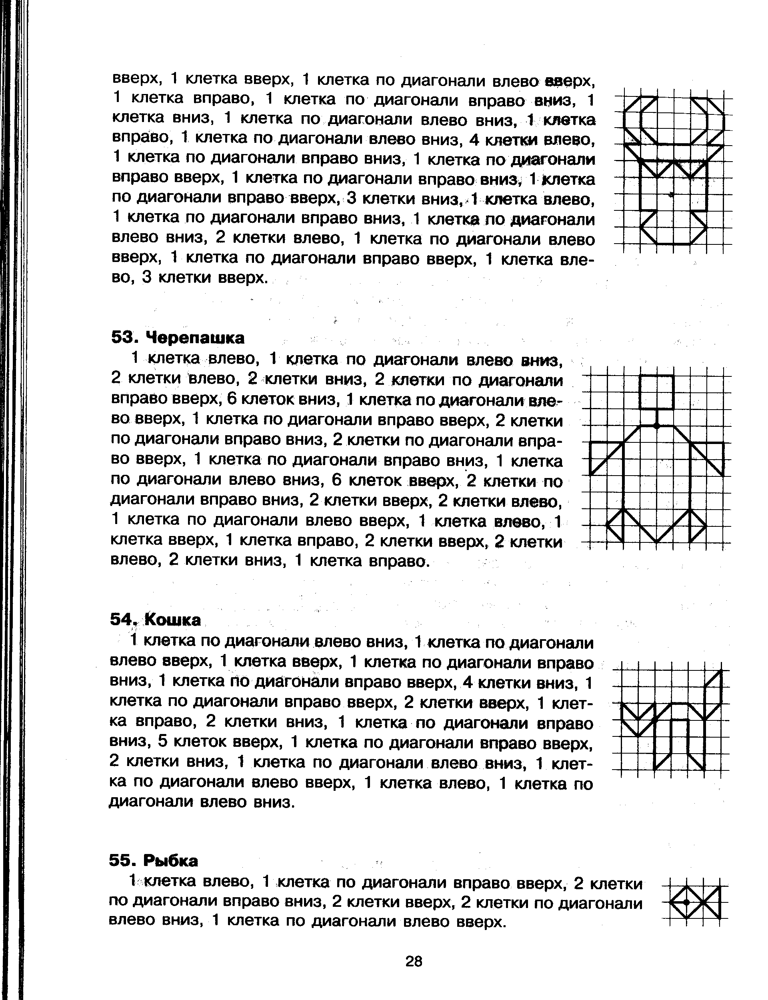 вверх, 1 клетка вверх, 1 клетка по диагонали влево вверх,
1 клетка вправо, 1 клетка по диагонали вправо вниз, 1
клетка вниз, 1 клетка по диагонали влево вниз, 1 клетка
вправо, 1 клетка по диагонали влево вниз, 4 клетки влево,
1 клетка по диагонали вправо вниз, 1 клетка по диагонали
вправо вверх, 1 клетка по диагонали вправо вниз, 1 клетка
по диагонали вправо вверх, 3 клетки вниз, 1 клетка влево,
1 клетка по диагонали вправо вниз, 1 клетка по диагонали
влево вниз, 2 клетки влево, 1 клетка по диагонали влево
вверх, 1 клетка по диагонали вправо вверх, 1 клетка вле-
во, 3 клетки вверх.
53. Черепашка
1 клетка влево, 1 клетка по диагонали влево вниз,
2 клетки влево, 2 клетки вниз, 2 клетки по диагонали
вправо вверх, 6 клеток вниз, 1 клетка по диагонали вле-
во вверх, 1 клетка по диагонали вправо вверх, 2 клетки
по диагонали вправо вниз, 2 клетки по диагонали впра-
во вверх, 1 клетка по диагонали вправо вниз, 1 клетка
по диагонали влево вниз, 6 клеток вверх, 2 клетки по
диагонали вправо вниз, 2 клетки вверх, 2 клетки влево,
1 клетка по диагонали влево вверх, 1 клетка влево, 1
клетка вверх, 1 клетка вправо, 2 клетки вверх, 2 клетки
влево, 2 клетки вниз, 1 клетка вправо.
54. Кошка
1 клетка по диагонали влево вниз, 1 клетка по диагонали
влево вверх, 1 клетка вверх, 1 клетка по диагонали вправо
вниз, 1 клетка по диагонали вправо вверх, 4 клетки вниз, 1
клетка по диагонали вправо вверх, 2 клетки вверх, 1 клет-
ка вправо, 2 клетки вниз, 1 клетка по диагонали вправо
вниз, 5 клеток вверх, 1 клетка по диагонали вправо вверх,
2 клетки вниз, 1 клетка по диагонали влево вниз, 1 клет-
ка по диагонали влево вверх, 1 клетка влево, 1 клетка по
диагонали влево вниз.
55. Рыбка
1 клетка влево, 1 клетка по диагонали вправо вверх, 2 клетки
по диагонали вправо вниз, 2 клетки вверх, 2 клетки по диагонали
влево вниз, 1 клетка по диагонали влево вверх.
28